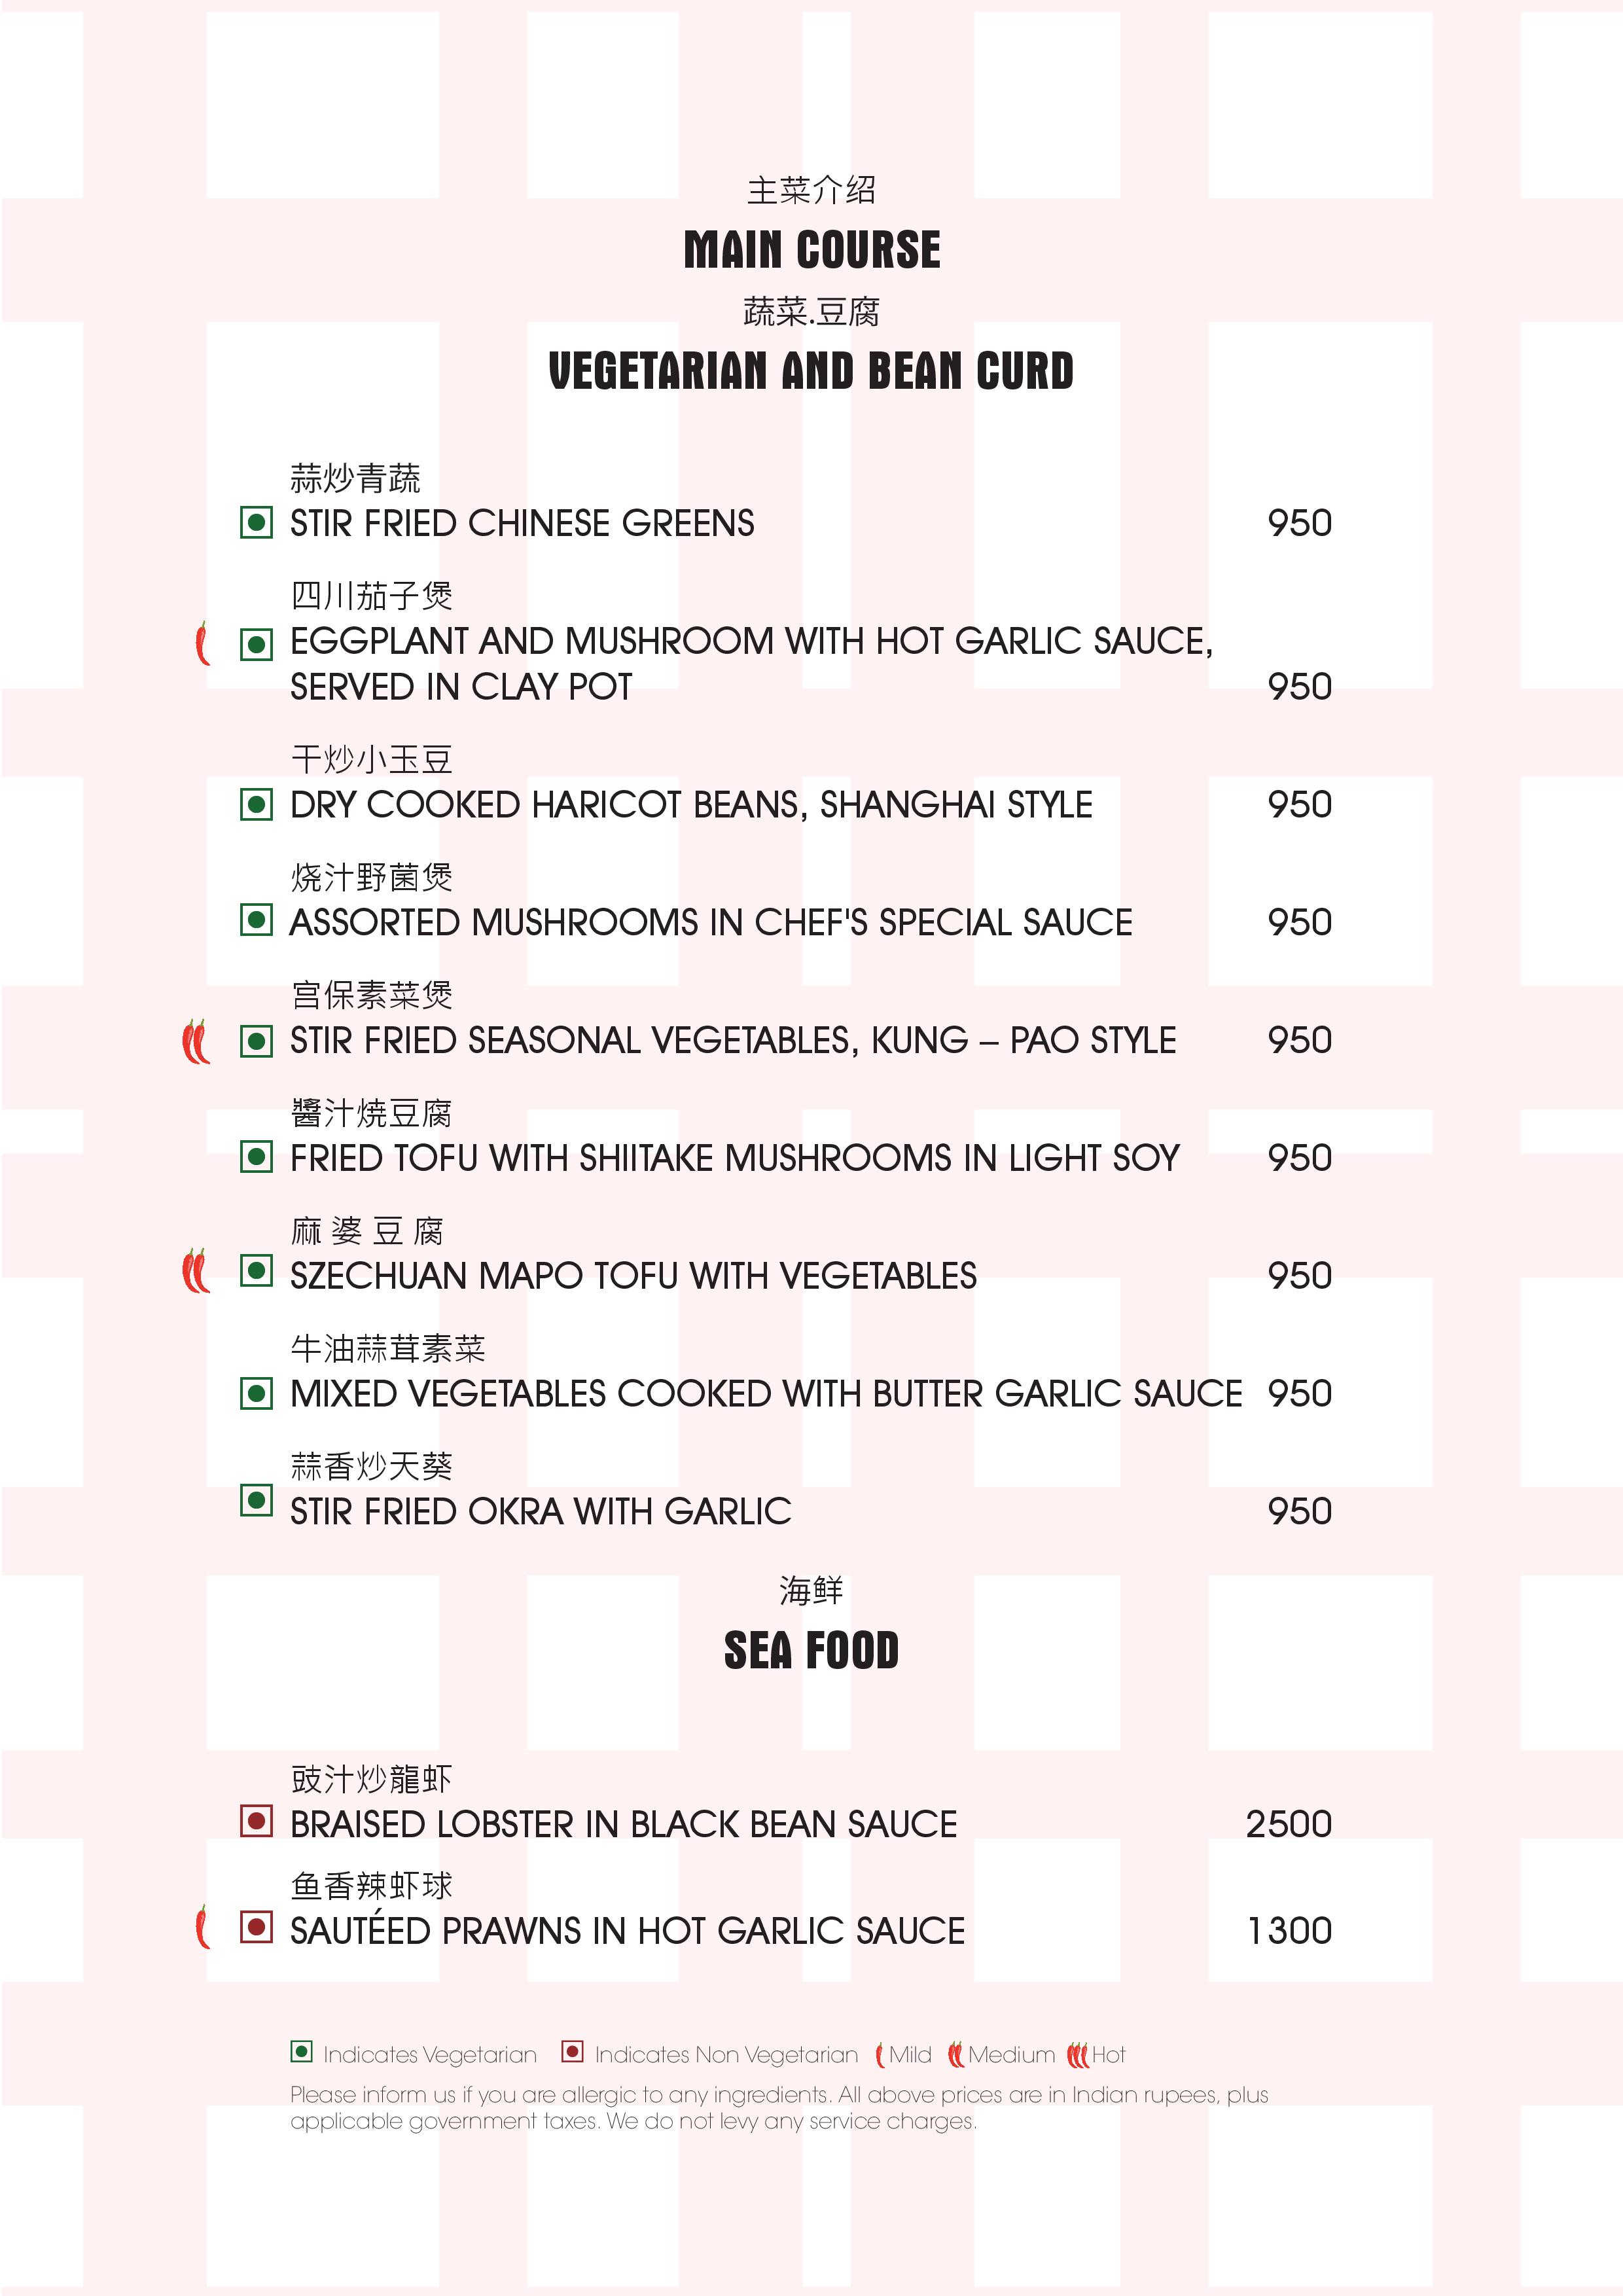 主菜介绍
MAIN COURSE
蔬菜.豆腐
VEGETARIAN AND BEAN CURD
蒜炒青蔬
STIR FRIED CHINESE GREENS 950
四川茄子煲
EGGPLANT AND MUSHROOM WITH HOT GARLIC SAUCE,
SERVED IN CLAY POT 950
干炒小玉豆
DRY COOKED HARICOT BEANS, SHANGHAI STYLE 950
烧汁野菌煲
ASSORTED MUSHROOMS IN CHEF'S SPECIAL SAUCE 950
宫保素菜煲
STIR FRIED SEASONAL VEGETABLES, KUNG – PAO STYLE 950
醬汁焼豆腐
FRIED TOFU WITH SHIITAKE MUSHROOMS IN LIGHT SOY 950
麻 婆 豆 腐
SZECHUAN MAPO TOFU WITH VEGETABLES 950
牛油蒜茸素菜
MIXED VEGETABLES COOKED WITH BUTTER GARLIC SAUCE 950
蒜香炒天葵
STIR FRIED OKRA WITH GARLIC 950
海鲜
SEA FOOD
豉汁炒龍虾
BRAISED LOBSTER IN BLACK BEAN SAUCE 2500
鱼香辣虾球
SAUTÉED PRAWNS IN HOT GARLIC SAUCE 1300
Indicates Vegetarian Indicates Non Vegetarian Mild Medium Hot
Please inform us if you are allergic to any ingredients. All above prices are in Indian rupees, plus
applicable government taxes. We do not levy any service charges.